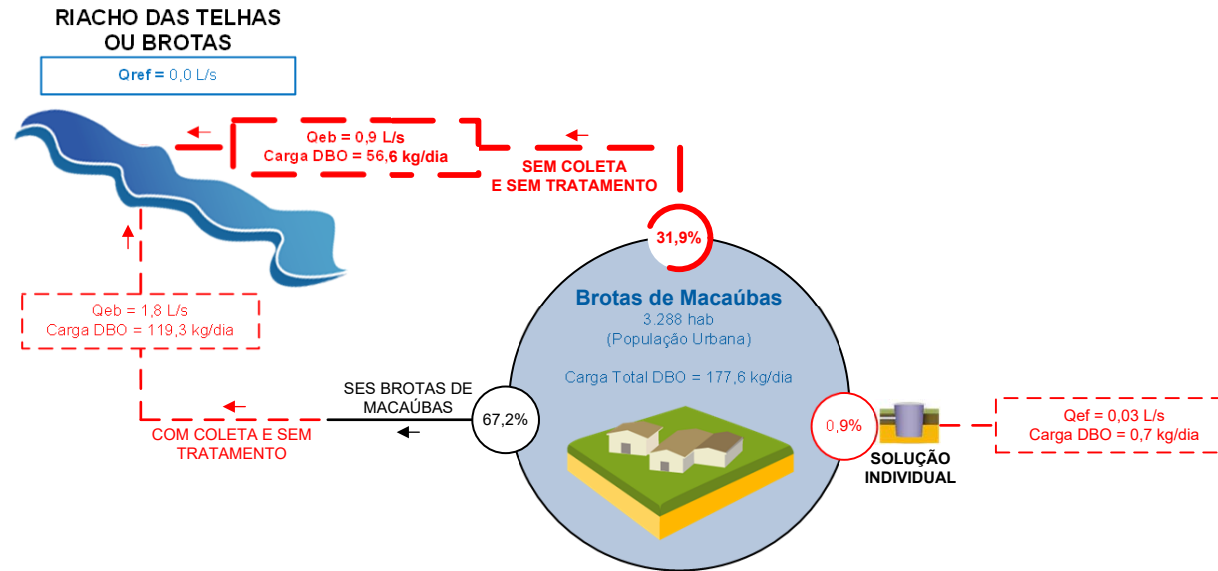 RIACHO DAS TELHAS
OU BROTAS
Qref = 0,0 L/s
Qeb = 0,9 L/s
Carga DBO = 56,6 kg/dia
SEM COLETA
E SEM TRATAMENTO
31,9%
Brotas de Macaúbas
3.288 hab
(População Urbana)
Carga Total DBO = 177,6 kg/dia
Qeb = 1,8 L/s
Carga DBO = 119,3 kg/dia
SES BROTAS DE
MACAÚBAS
67,2%
COM COLETA E SEM
TRATAMENTO
0,9%
SOLUÇÃO
INDIVIDUAL
Qef = 0,03 L/s
Carga DBO = 0,7 kg/dia